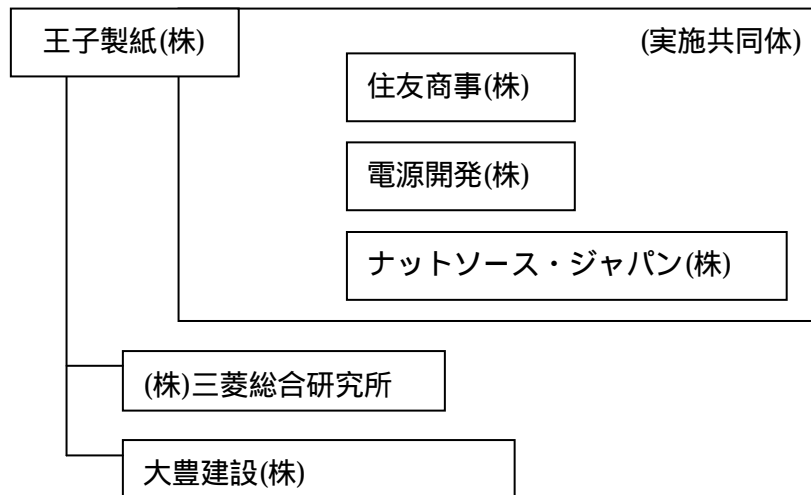 王子製紙(株)
(実施共同体)
住友商事(株)
電源開発(株)
ナットソース・ジャパン(株)
(株)三菱総合研究所
大豊建設(株)